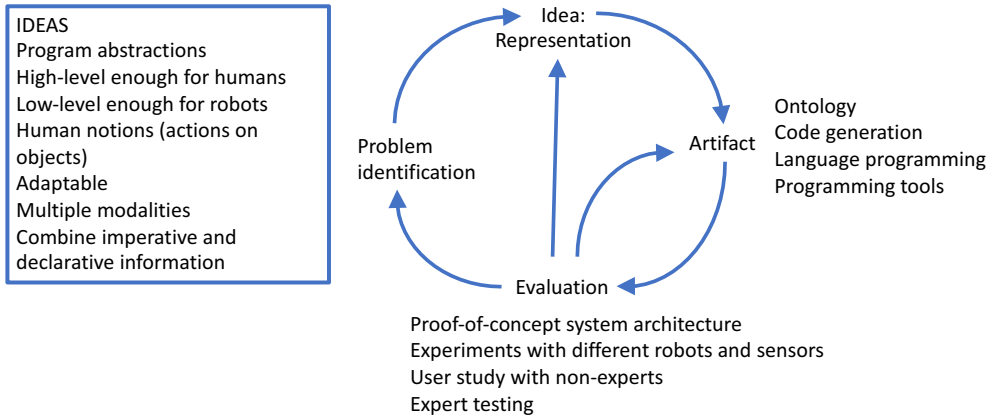 IDEAS
Program abstractions
High-level enough for humans
Low-level enough for robots
Human notions (actions on
objects)
Adaptable
Multiple modalities
Combine imperative and
declarative information
Idea:
Representation
Problem
identification
Artifact
Ontology
Code generation
Language programming
Programming tools
Evaluation
Proof-of-concept system architecture
Experiments with different robots and sensors
User study with non-experts
Expert testing